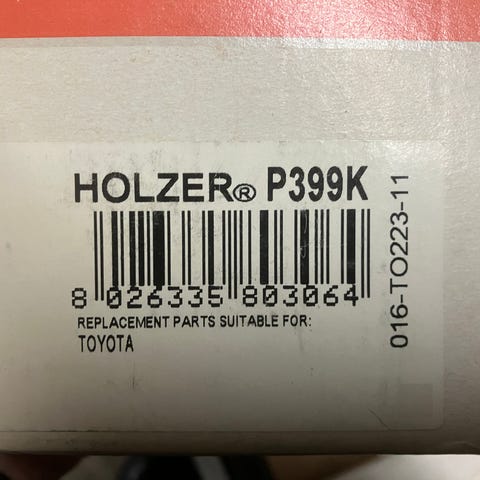 HOLZER® P399K
8 026335 803064
REPLACEMENT PARTS SUITABLE FOR:
TOYOTA
016-TO223-11